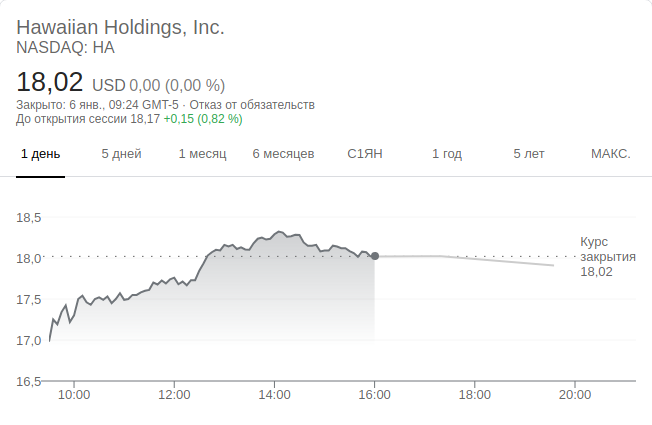 Hawaiian Holdings, Inc.
NASDAQ: HA
18,02 USD 0,00 (0,00 %)
Закрыто: 6 янв., 09:24 GMT-5 · Отказ от обязательств
До открытия сессии 18,17 +0,15 (0,82 %)
1 день 5 дней 1 месяц 6 месяцев С1ЯН 1 год 5 лет МАКС.
18,5
18,0
17,5
17,0
16,5
Курс
закрытия
18,02
10:00 12:00 14:00 16:00 18:00 20:00